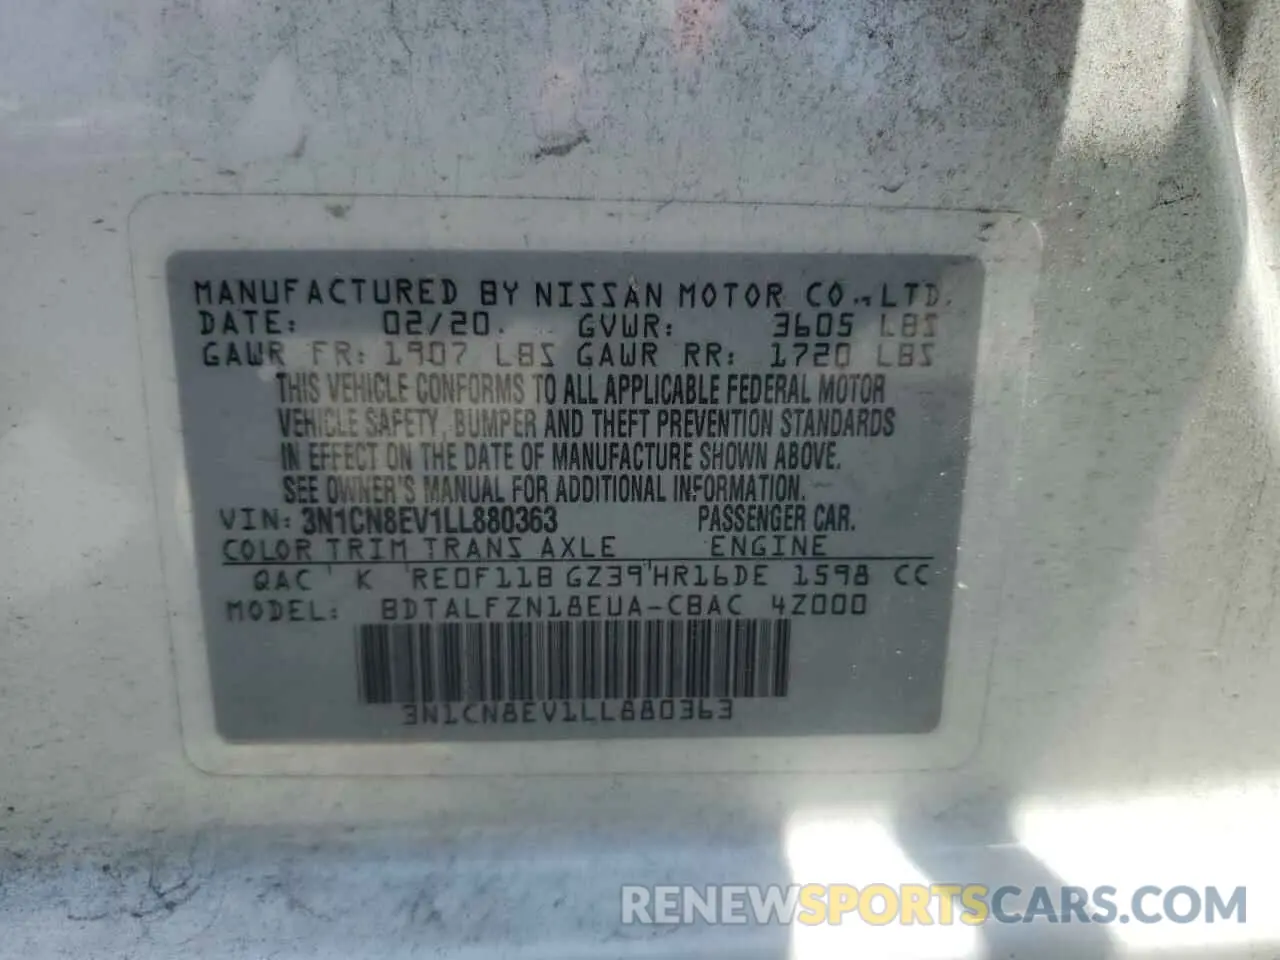 MANUFACTURED BY NISSAN MOTOR CO., LTD.
DATE: 02/20. GVWR: 3605 LBS
GAWR FR: 1907 LBS GAWR RR: 1720 LBS
THIS VEHICLE CONFORMS TO ALL APPLICABLE FEDERAL MOTOR
VEHICLE SAFETY, BUMPER AND THEFT PREVENTION STANDARDS
IN EFFECT ON THE DATE OF MANUFACTURE SHOWN ABOVE.
SEE OWNER'S MANUAL FOR ADDITIONAL INFORMATION.
VIN: 3N1CN8EV1LL880363 PASSENGER CAR.
COLOR TRIM TRANS AXLE ENGINE
QAC K RE0F11B GZ39 HR16DE 1598 CC
MODEL: BDTALFZN18EUA-CBAC 4Z000
3N1CN8EV1LL880363
RENEWSPORTSCARS.COM